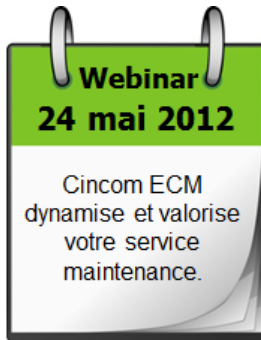 Webinar
24 mai 2012
Cincom ECM
dynamise et valorise
votre service
maintenance.